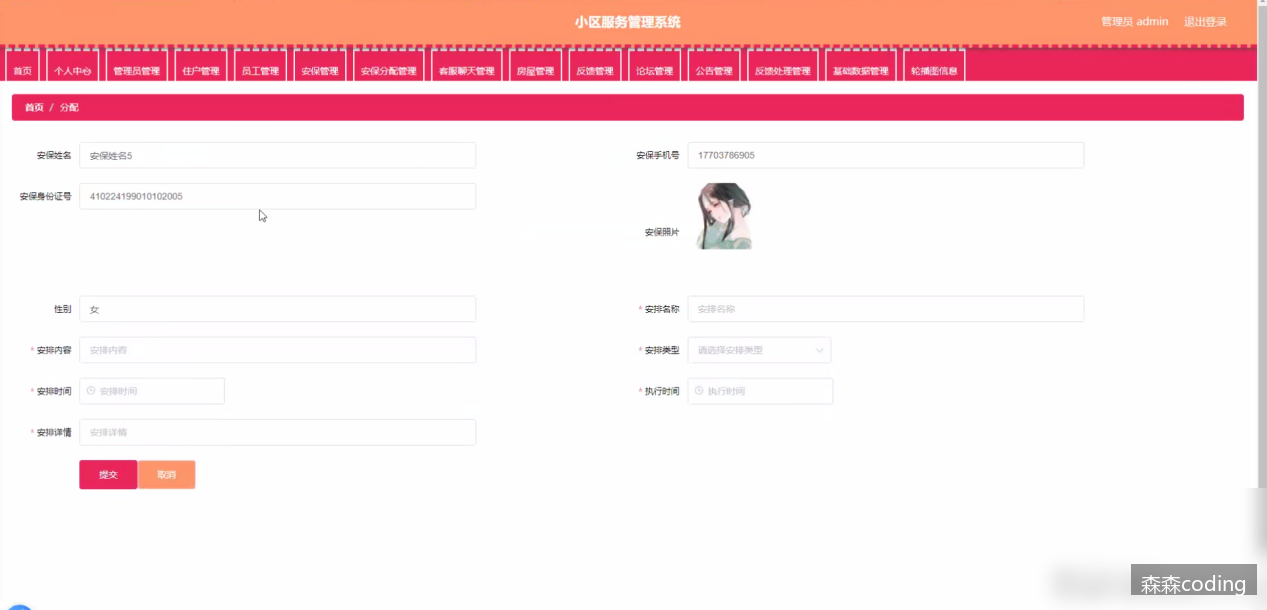 小区服务管理系统
管理员 admin 退出登录
首页 个人中心 管理员管理 住户管理 员工管理 安保管理 安保分配管理 客服聊天管理 房屋管理 反馈管理 论坛管理 公告管理 反馈处理管理 基础数据管理 轮播图信息
首页 / 分配
安保姓名 安保姓名5 安保手机号 17703786905
安保身份证号 410224199010102005
安保照片
性别 女 * 安排名称 安排名称
* 安排内容 安排内容 * 安排类型 请选择安排类型
* 安排时间 安排时间 * 执行时间 执行时间
* 安排详情 安排详情
提交 取消
森森coding